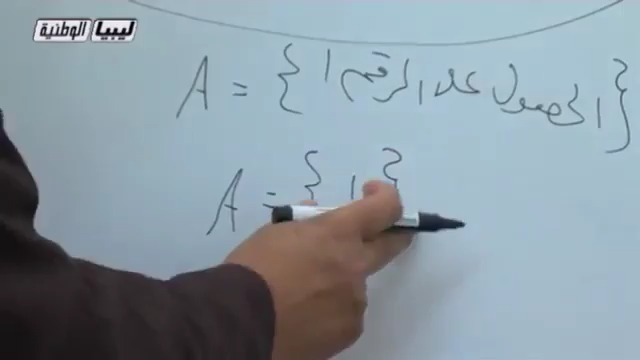 ليبيا الوطنية
A = { الحصول على الرقم 1 }
A = { 1 }